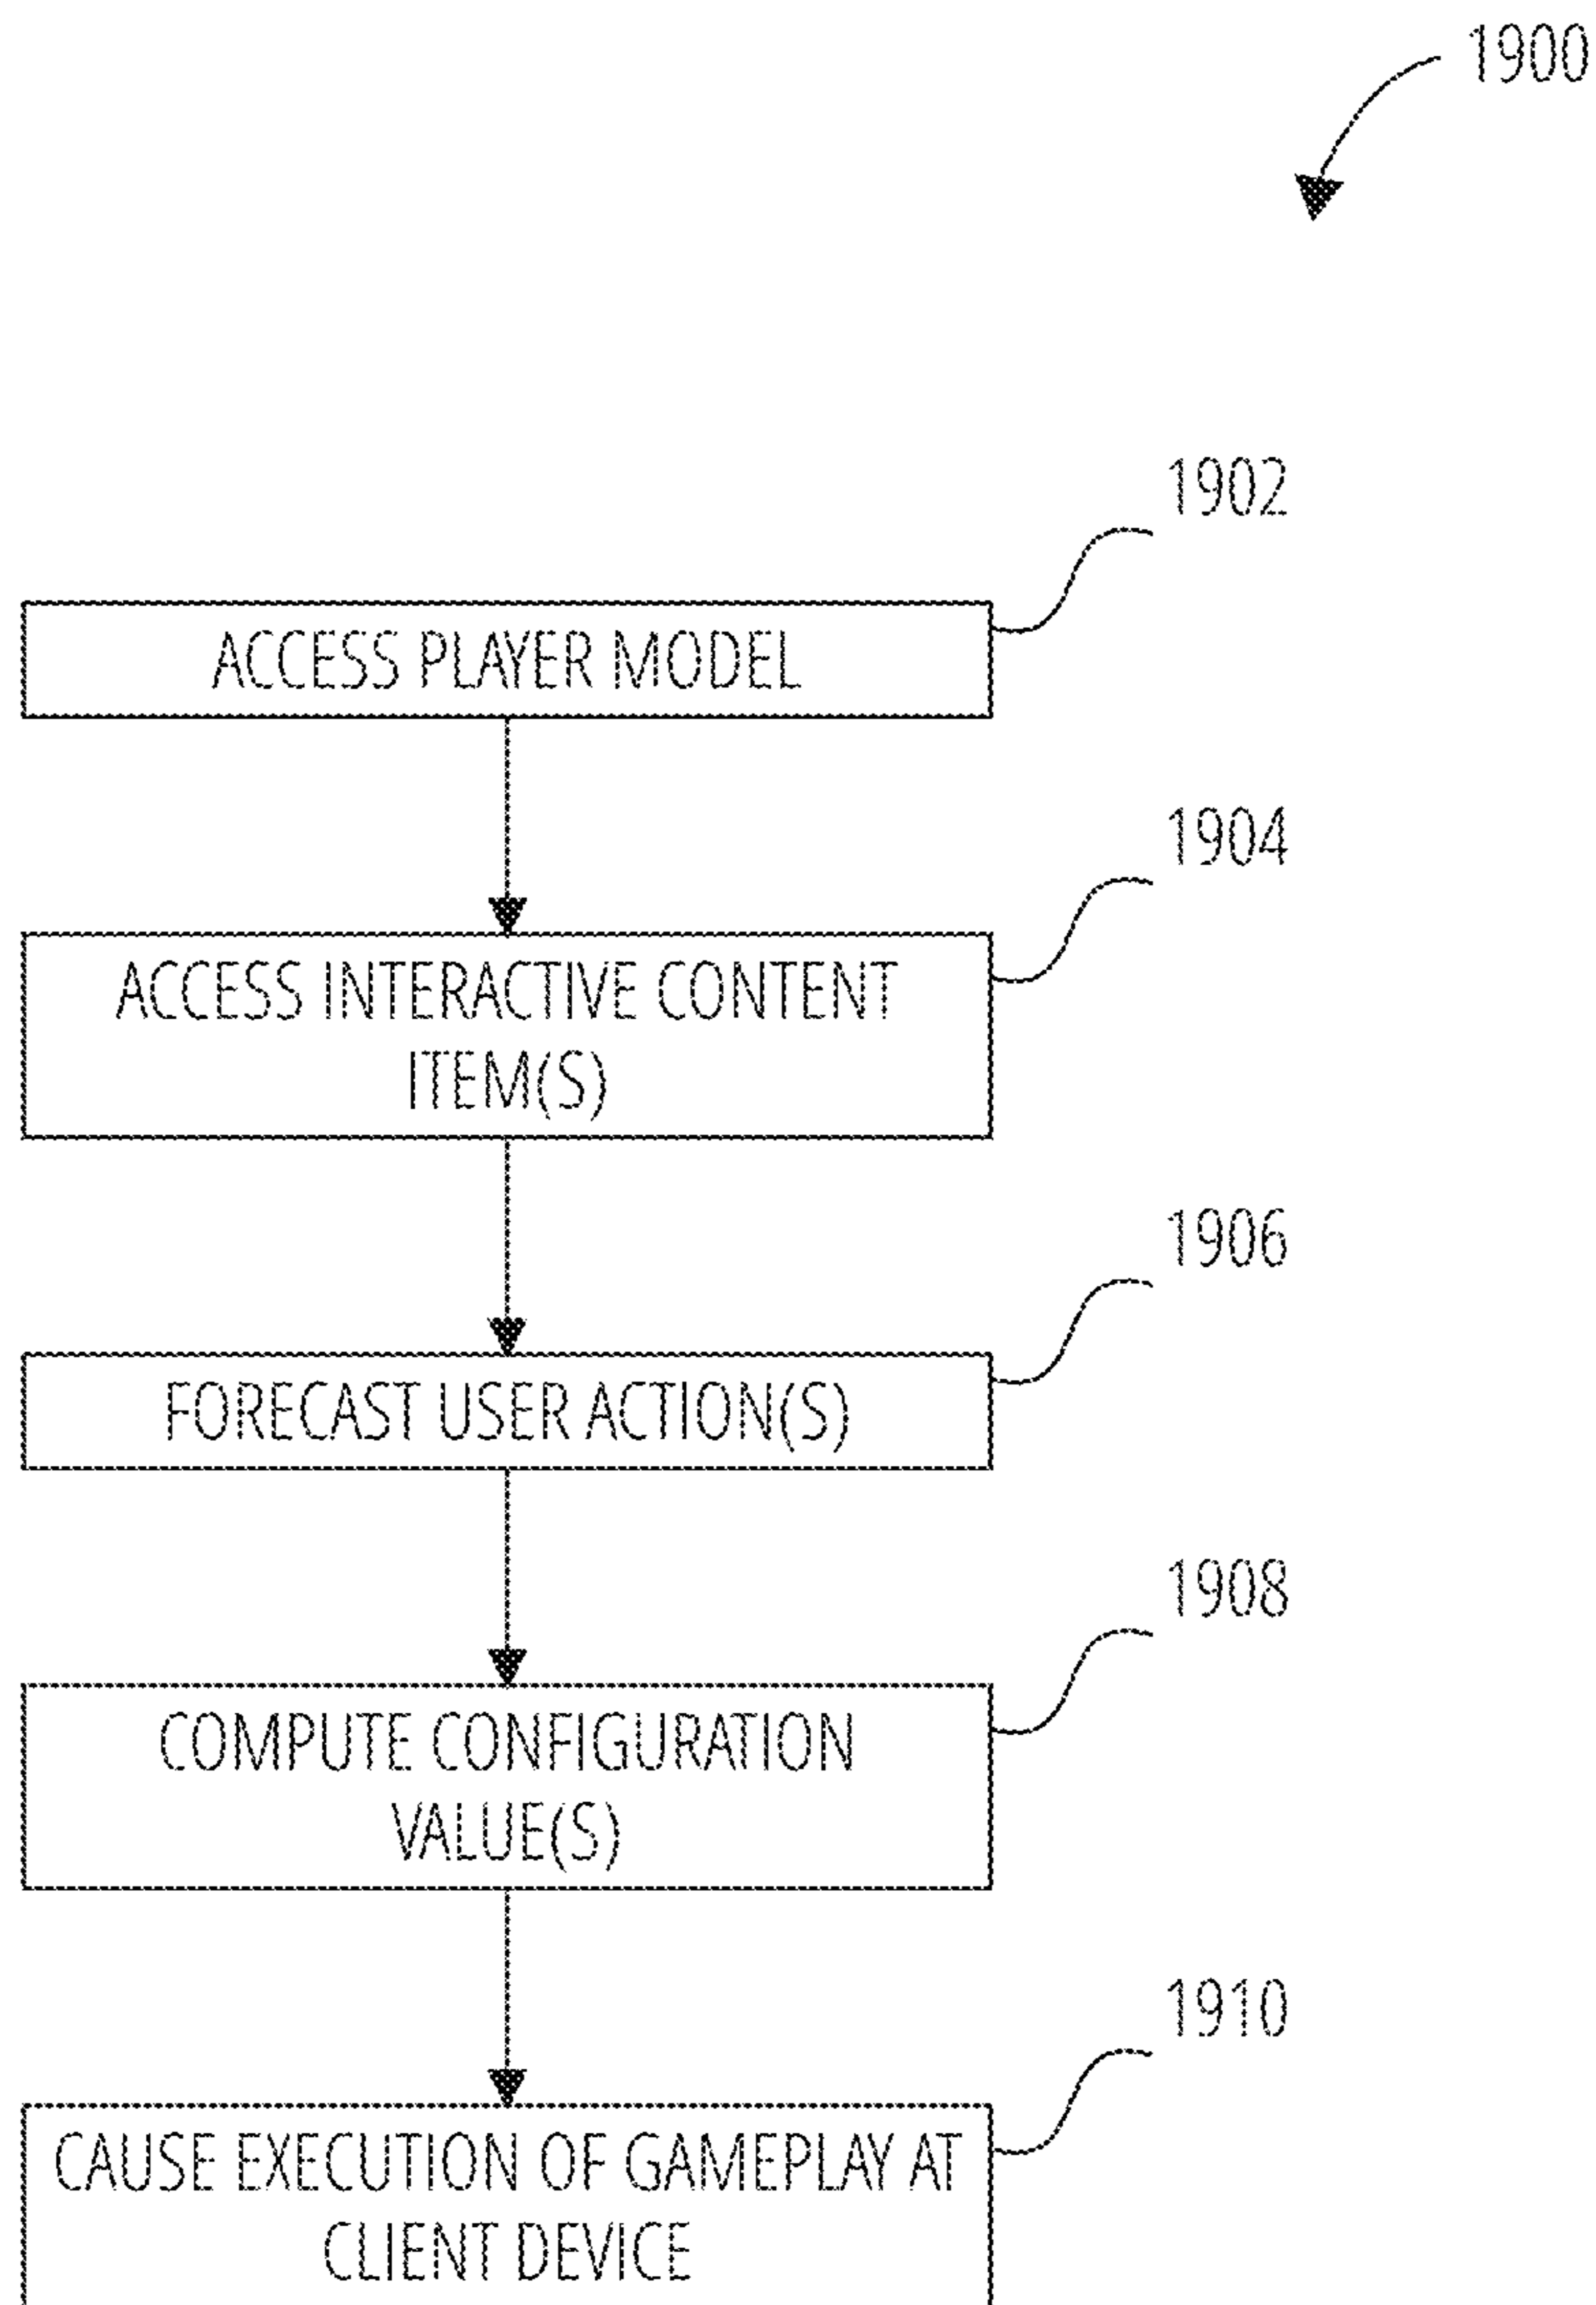 1900
1902
ACCESS PLAYER MODEL
1904
ACCESS INTERACTIVE CONTENT
ITEM(S)
1906
FORECAST USER ACTION(S)
1908
COMPUTE CONFIGURATION
VALUE(S)
1910
CAUSE EXECUTION OF GAMEPLAY AT
CLIENT DEVICE